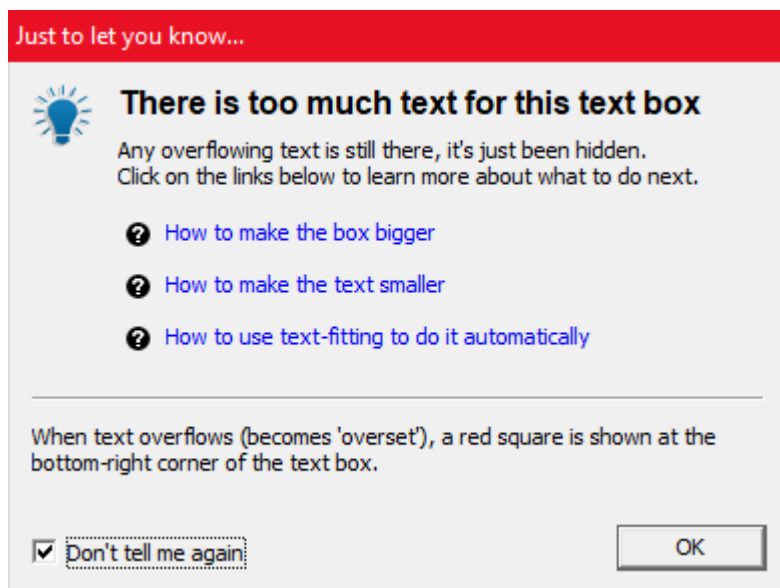 Just to let you know...
There is too much text for this text box
Any overflowing text is still there, it's just been hidden.
Click on the links below to learn more about what to do next.
How to make the box bigger
How to make the text smaller
How to use text-fitting to do it automatically
When text overflows (becomes 'overset'), a red square is shown at the
bottom-right corner of the text box.
Don't tell me again
OK